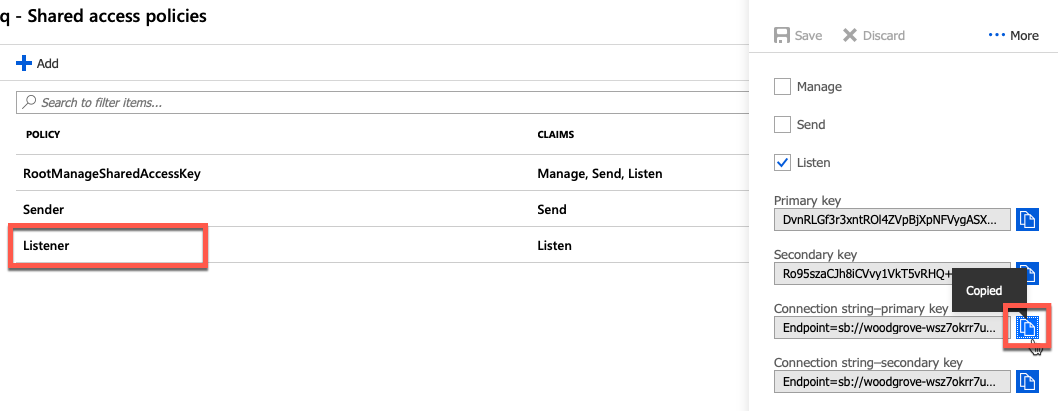 q - Shared access policies
Add
Search to filter items...
POLICY CLAIMS
RootManageSharedAccessKey Manage, Send, Listen
Sender Send
Listener Listen
Save Discard ··· More
Manage
Send
Listen
Primary key
DvnRLGf3r3xntROl4ZVpBjXpNFVygASX...
Secondary key
Ro95szaCJh8iCVvy1VkT5vRHQ+
Copied
Connection string–primary key
Endpoint=sb://woodgrove-wsz7okrr7u...
Connection string–secondary key
Endpoint=sb://woodgrove-wsz7okrr7u...